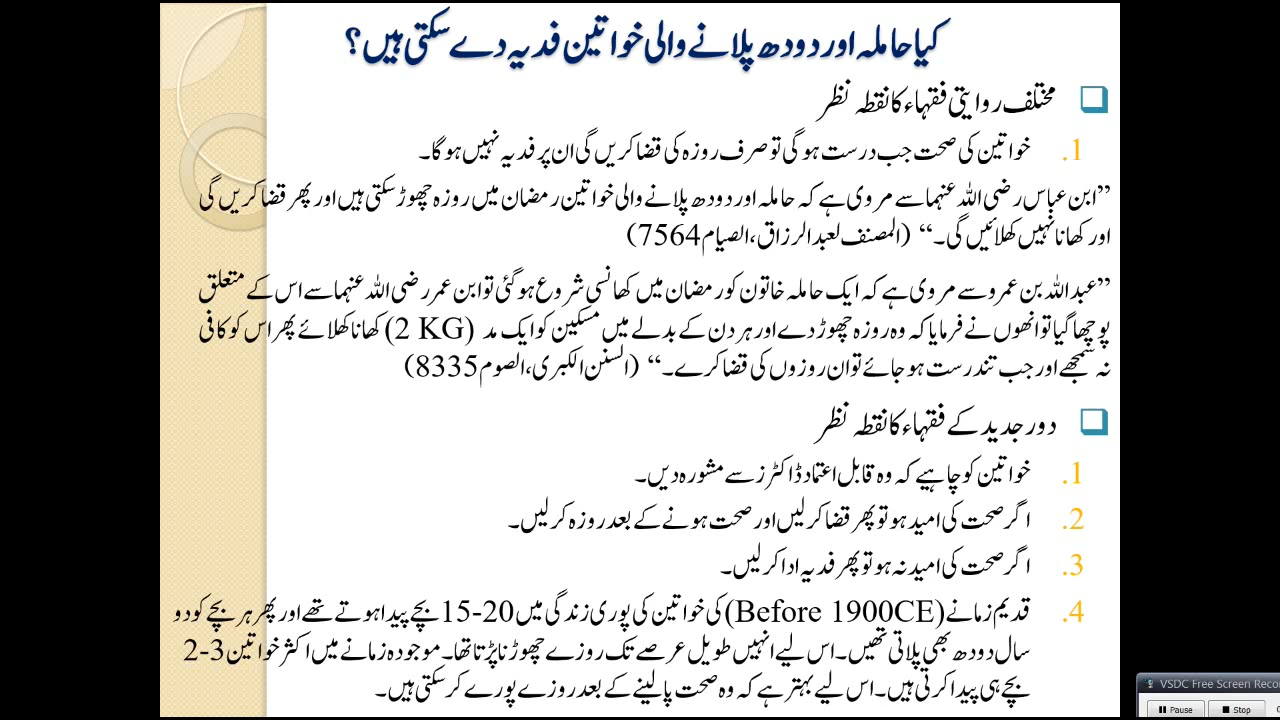 کیا حاملہ اور دودھ پلانے والی خواتین فدیہ دے سکتی ہیں؟
مختلف روایتی فقہاء کا نقطہ نظر
1. خواتین کی صحت جب درست ہو گی تو صرف روزہ کی قضا کریں گی ان پر فدیہ نہیں ہو گا۔
”ابن عباس رضی اللہ عنہما سے مروی ہے کہ حاملہ اور دودھ پلانے والی خواتین رمضان میں روزہ چھوڑ سکتی ہیں اور پھر قضا کریں گی
اور کھانا نہیں کھلائیں گی۔“ (المصنف لعبد الرزاق، الصیام 7564)
”عبد اللہ بن عمرو سے مروی ہے کہ ایک حاملہ خاتون کو رمضان میں کھانسی شروع ہو گئی تو ابن عمر رضی اللہ عنہما سے اس کے متعلق
پوچھا گیا تو انھوں نے فرمایا کہ وہ روزہ چھوڑ دے اور ہر دن کے بدلے میں مسکین کو ایک مد (2 KG) کھانا کھلائے پھر اس کو کافی
نہ سمجھے اور جب تندرست ہو جائے تو ان روزوں کی قضا کرے۔“ (السنن الکبری، الصوم 8335)
دور جدید کے فقہاء کا نقطہ نظر
1. خواتین کو چاہیے کہ وہ قابل اعتماد ڈاکٹرز سے مشورہ دیں۔
2. اگر صحت کی امید ہو تو پھر قضا کر لیں اور صحت ہونے کے بعد روزہ کر لیں۔
3. اگر صحت کی امید نہ ہو تو پھر فدیہ ادا کر لیں۔
4. قدیم زمانے (Before 1900CE) کی خواتین کی پوری زندگی میں 20-15 بچے پیدا ہوتے تھے اور پھر ہر بچے کو دو
سال دودھ بھی پلاتی تھیں۔ اس لیے انہیں طویل عرصے تک روزے چھوڑنا پڑتا تھا۔ موجودہ زمانے میں اکثر خواتین 3-2
بچے ہی پیدا کرتی ہیں۔ اس لیے بہتر ہے کہ وہ صحت پا لینے کے بعد روزے پورے کر سکتی ہیں۔
VSDC Free Screen Reco
Pause
Stop